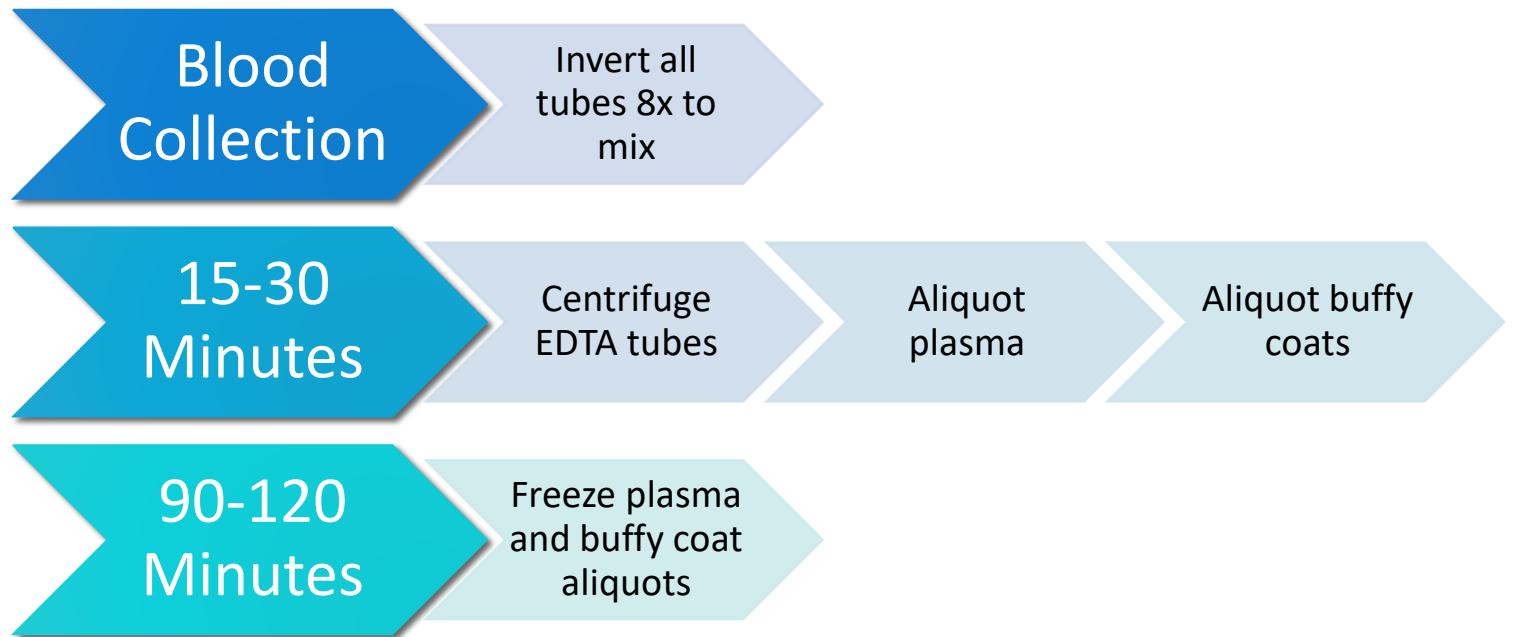 Blood
Collection
Invert all
tubes 8x to
mix
15-30
Minutes
Centrifuge
EDTA tubes
Aliquot
plasma
Aliquot buffy
coats
90-120
Minutes
Freeze plasma
and buffy coat
aliquots